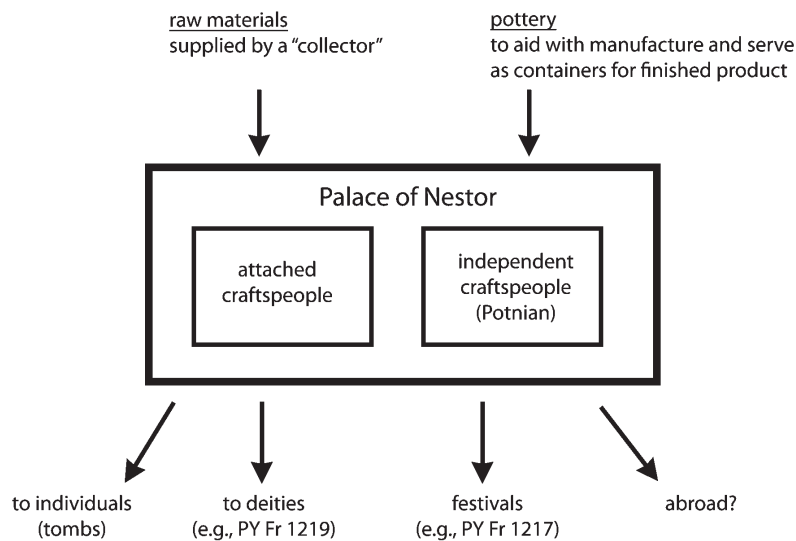 raw materials
supplied by a “collector”
pottery
to aid with manufacture and serve
as containers for finished product
Palace of Nestor
attached
craftspeople
independent
craftspeople
(Potnian)
to individuals
(tombs)
to deities
(e.g., PY Fr 1219)
festivals
(e.g., PY Fr 1217)
abroad?